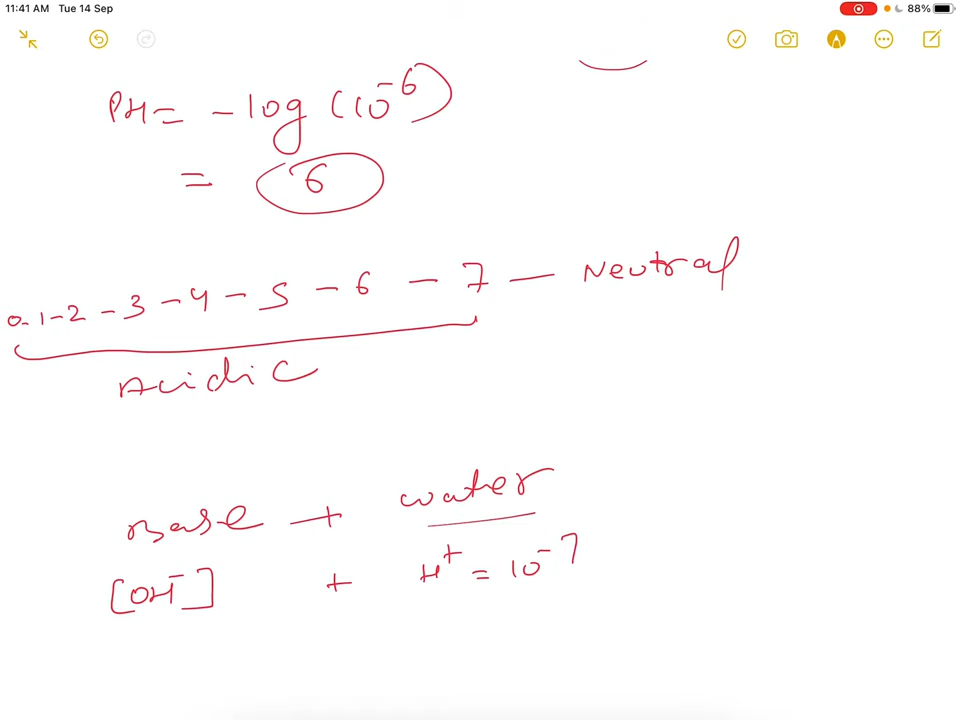 11:41 AM Tue 14 Sep 88%
PH = - log (10⁻⁶)
= 6
0-1-2-3-4-5-6-7 — Neutral
Acidic
Base + water
[OH⁻] + H⁺ = 10⁻⁷